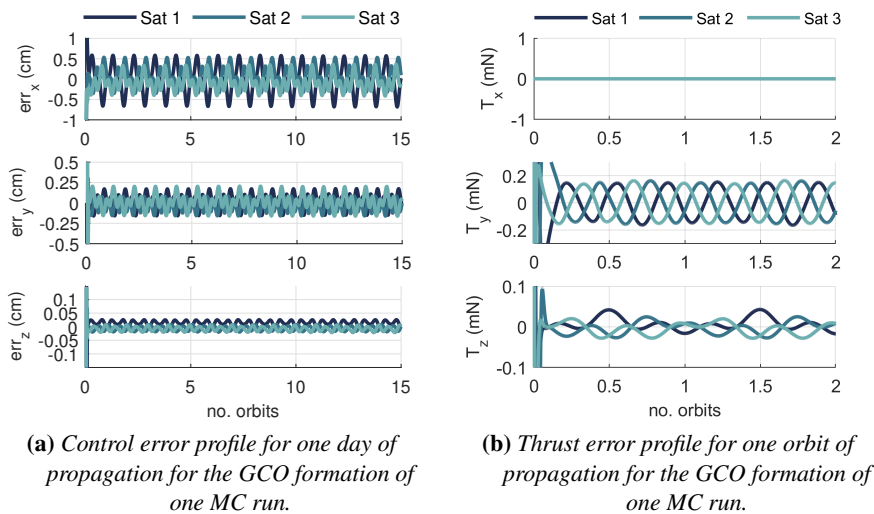 Sat 1 Sat 2 Sat 3
err_x (cm)
1
0.5
0
-0.5
-1
0 5 10 15
err_y (cm)
0.5
0.25
0
-0.25
-0.5
0 5 10 15
err_z (cm)
0.1
0.05
0
-0.05
-0.1
0 5 10 15
no. orbits
(a) Control error profile for one day of
propagation for the GCO formation of
one MC run.
Sat 1 Sat 2 Sat 3
T_x (mN)
1
0
-1
0 0.5 1 1.5 2
T_y (mN)
0.2
0
-0.2
0 0.5 1 1.5 2
T_z (mN)
0.1
0
-0.1
0 0.5 1 1.5 2
no. orbits
(b) Thrust error profile for one orbit of
propagation for the GCO formation of
one MC run.